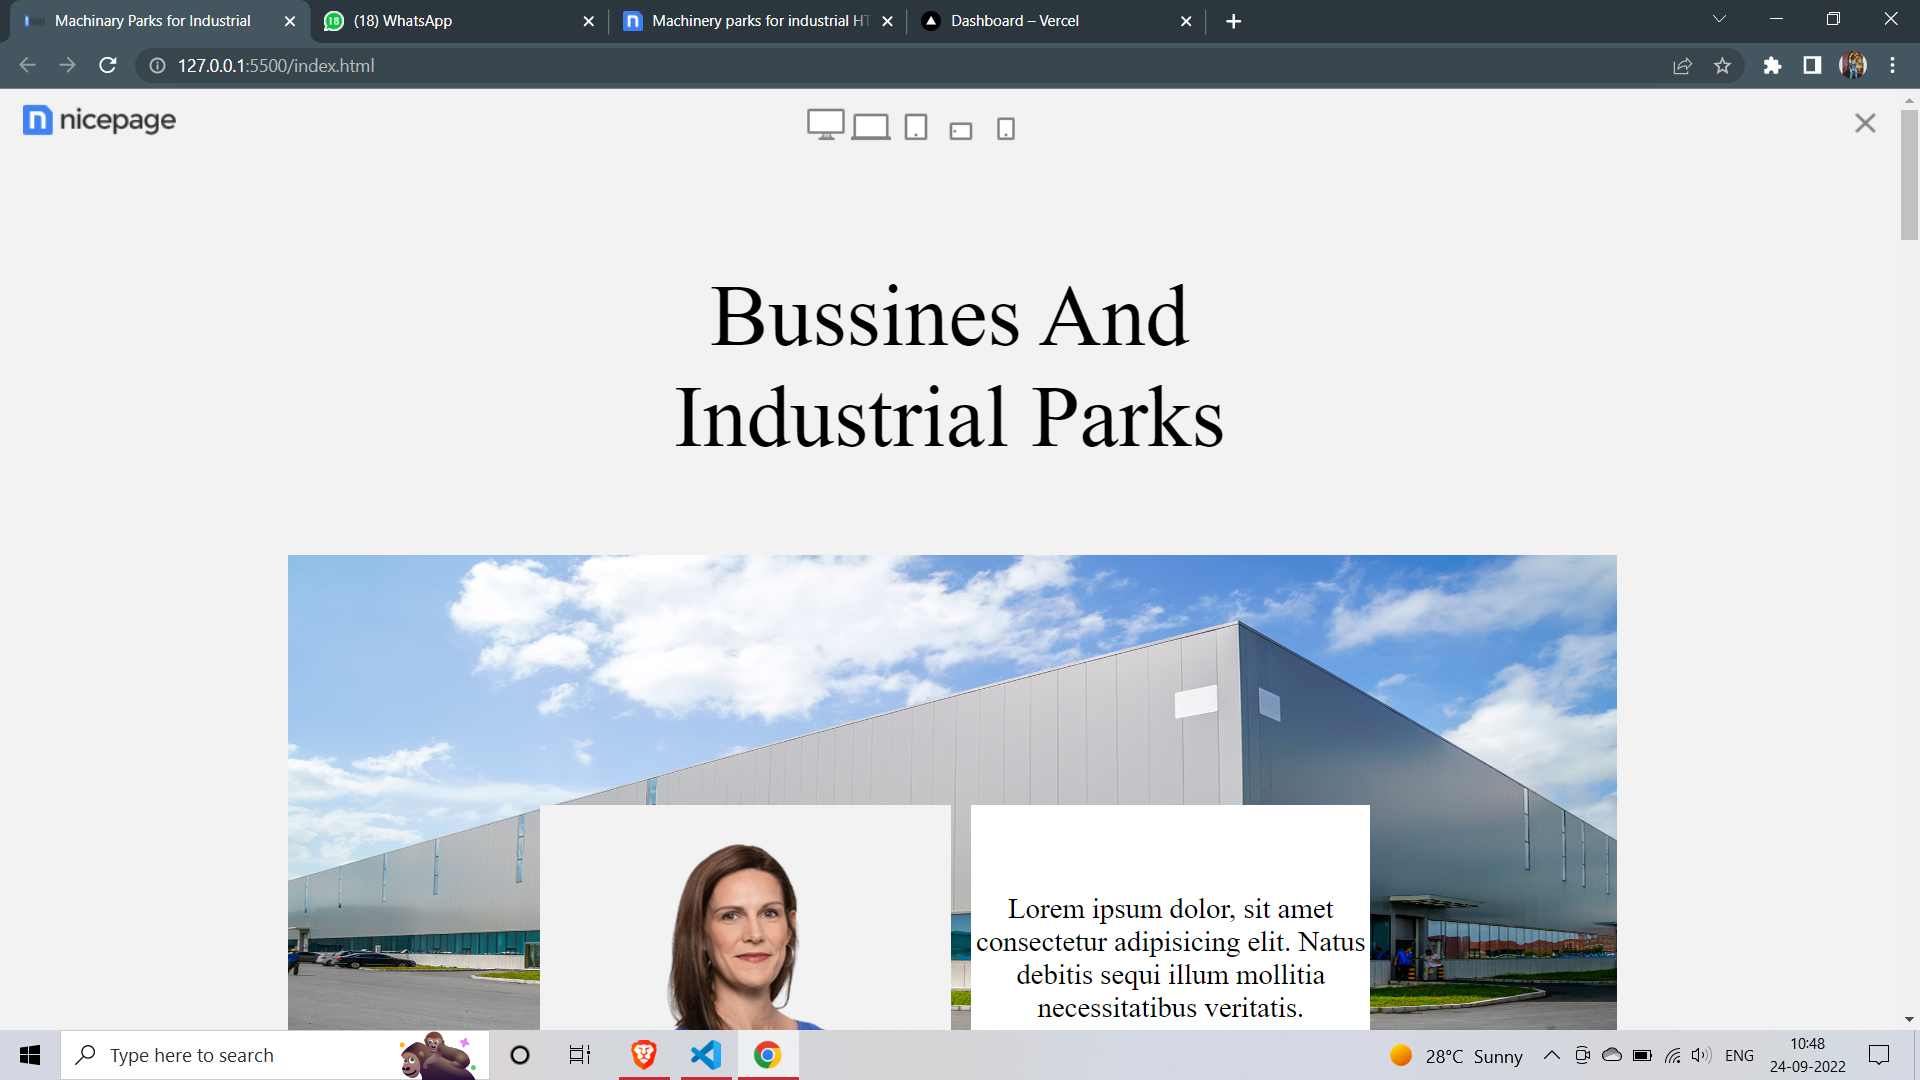 Machinary Parks for Industrial
(18) WhatsApp
Machinery parks for industrial HT
Dashboard – Vercel
127.0.0.1:5500/index.html
nicepage
Bussines And
Industrial Parks
Lorem ipsum dolor, sit amet
consectetur adipisicing elit. Natus
debitis sequi illum mollitia
necessitatibus veritatis.
Type here to search
28°C Sunny
ENG
10:48
24-09-2022